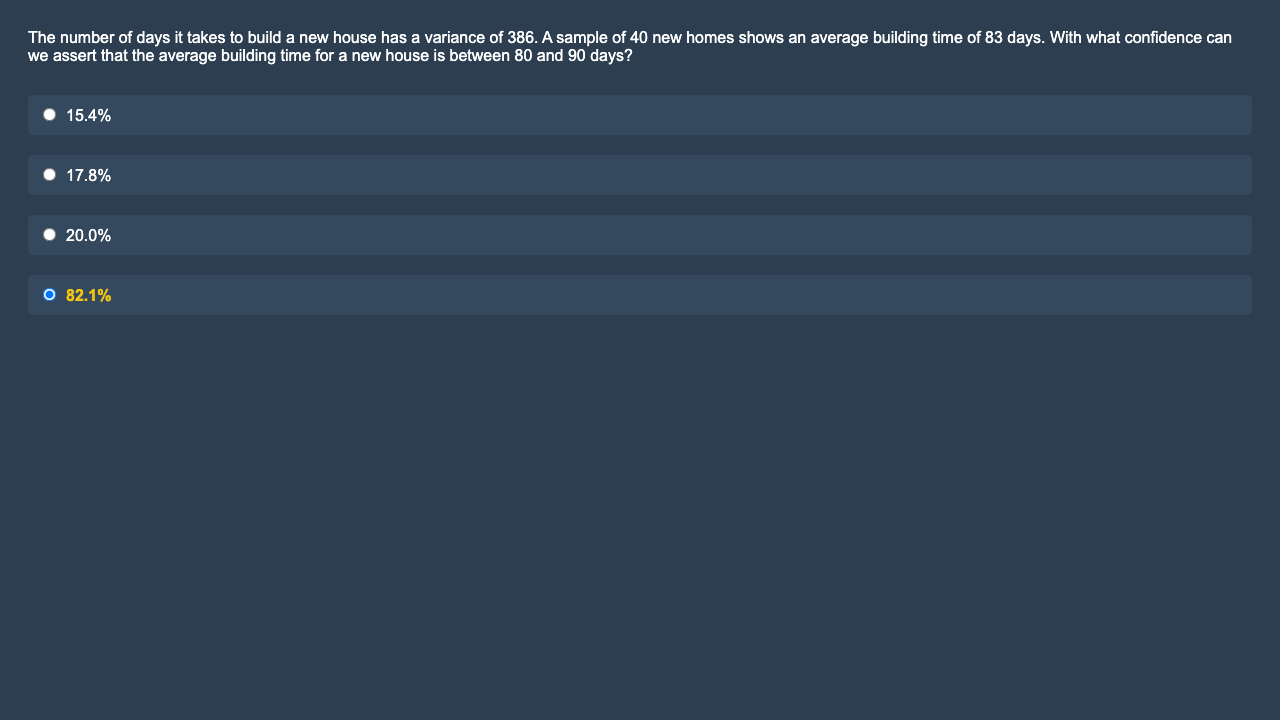 The number of days it takes to build a new house has a variance of 386. A sample of 40 new homes shows an average building time of 83 days. With what confidence can
we assert that the average building time for a new house is between 80 and 90 days?
15.4%
17.8%
20.0%
82.1%